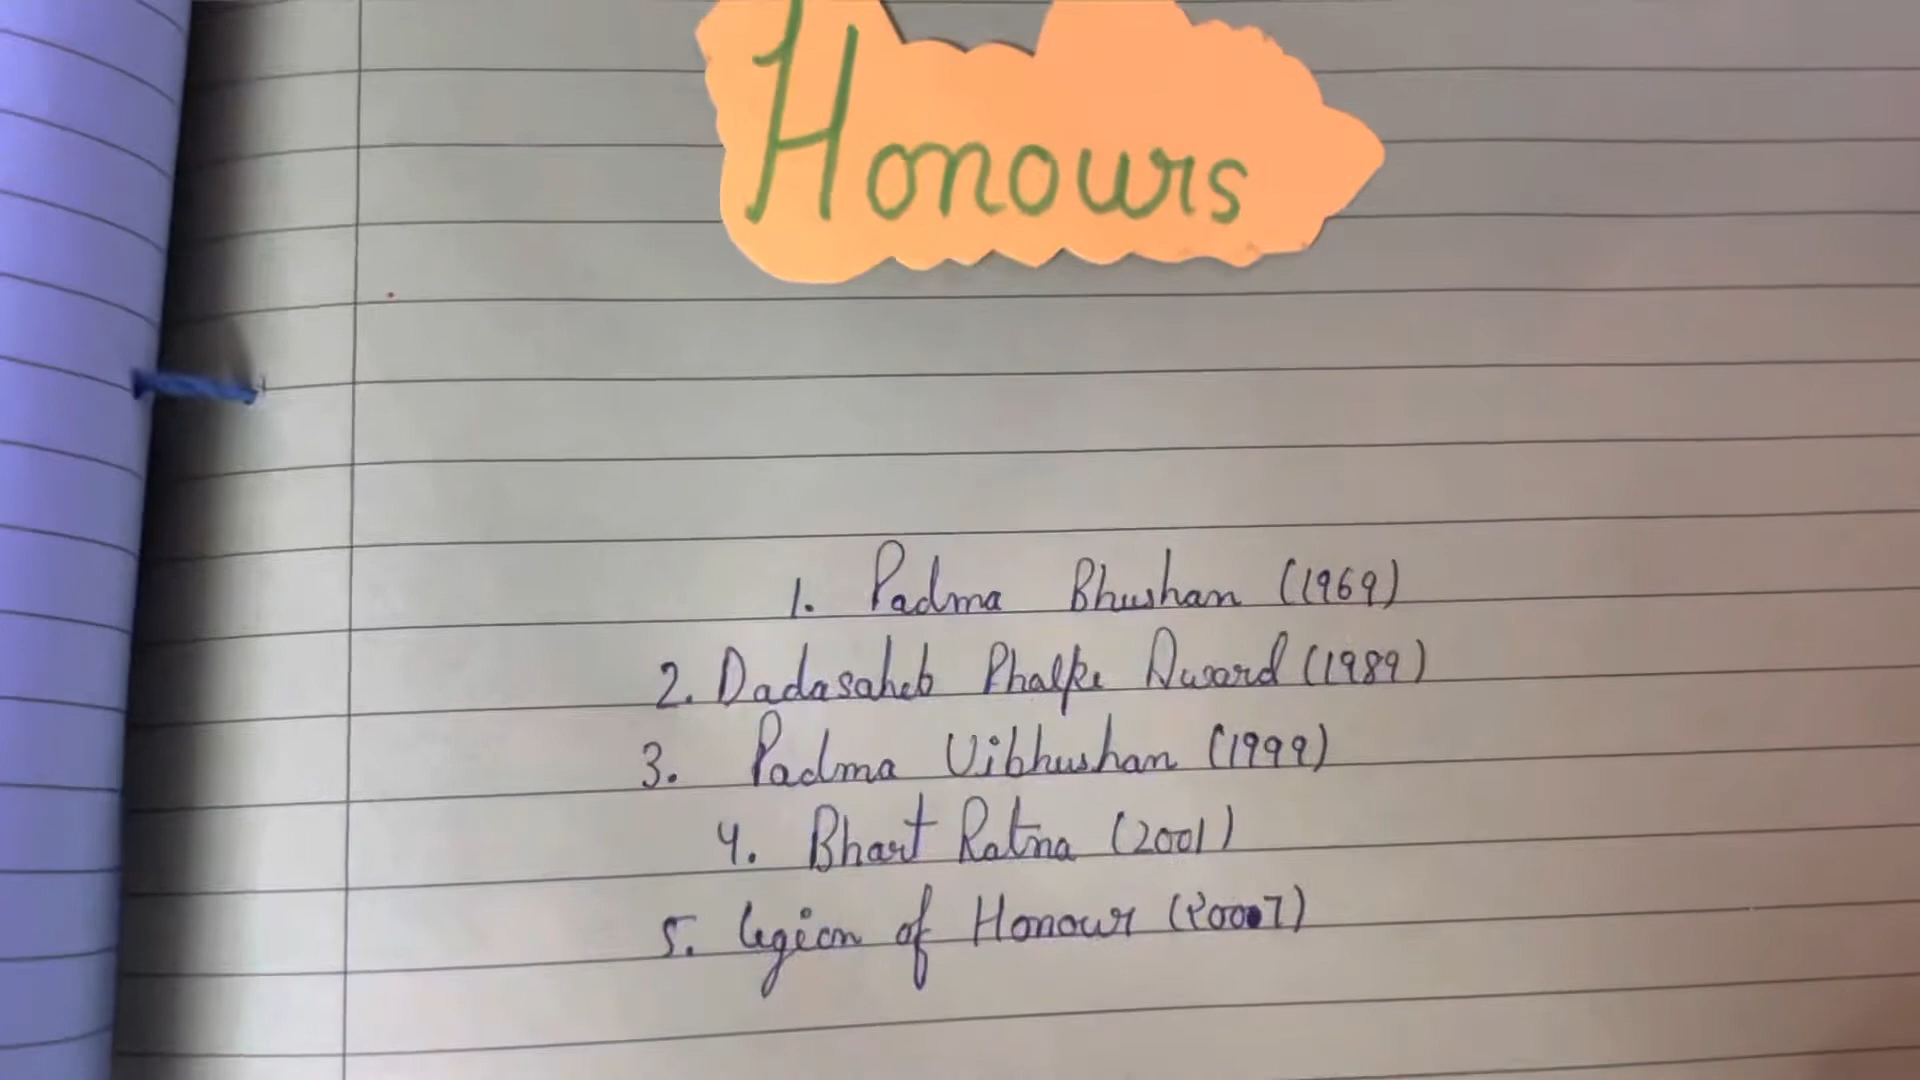 Honours
1. Padma Bhushan (1969)
2. Dadasaheb Phalke Award (1989)
3. Padma Vibhushan (1999)
4. Bhart Ratna (2001)
5. legion of Honour (2007)